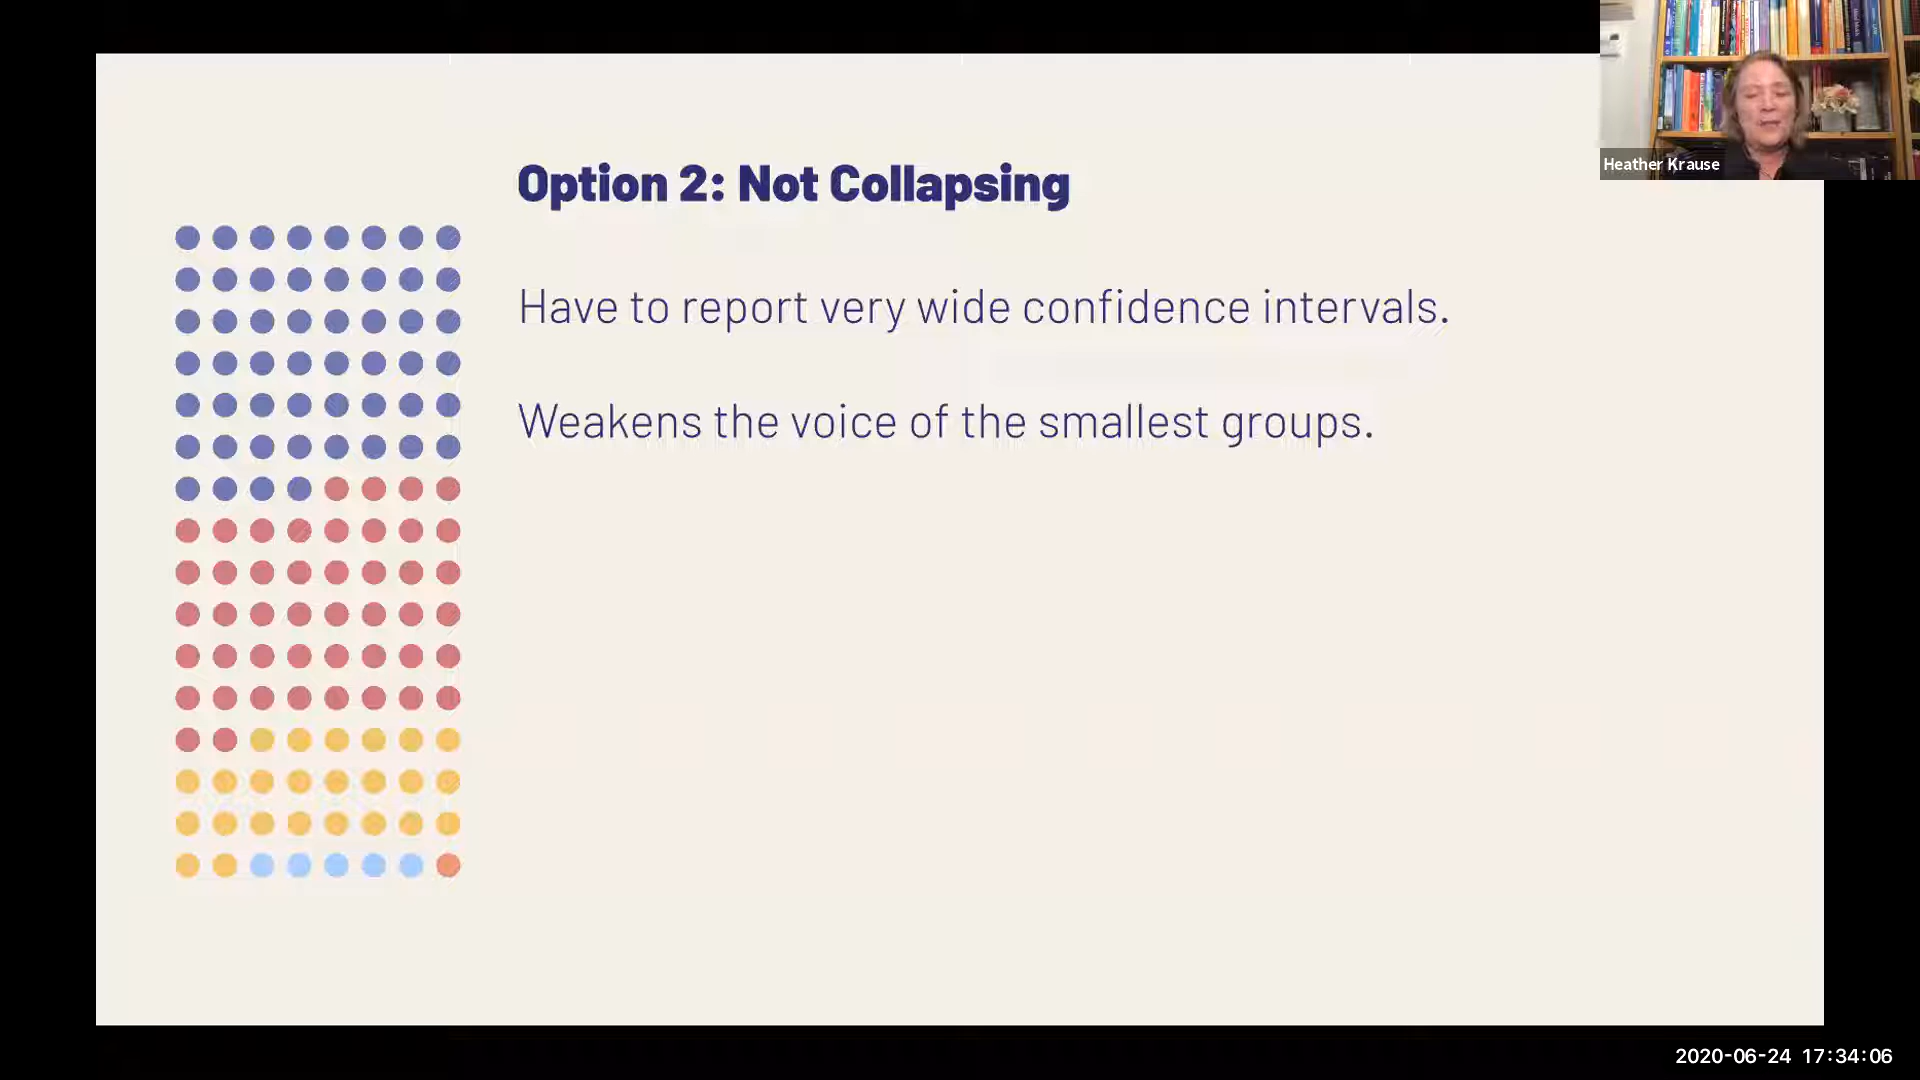 Option 2: Not Collapsing
Have to report very wide confidence intervals.
Weakens the voice of the smallest groups.
Heather Krause
2020-06-24 17:34:06